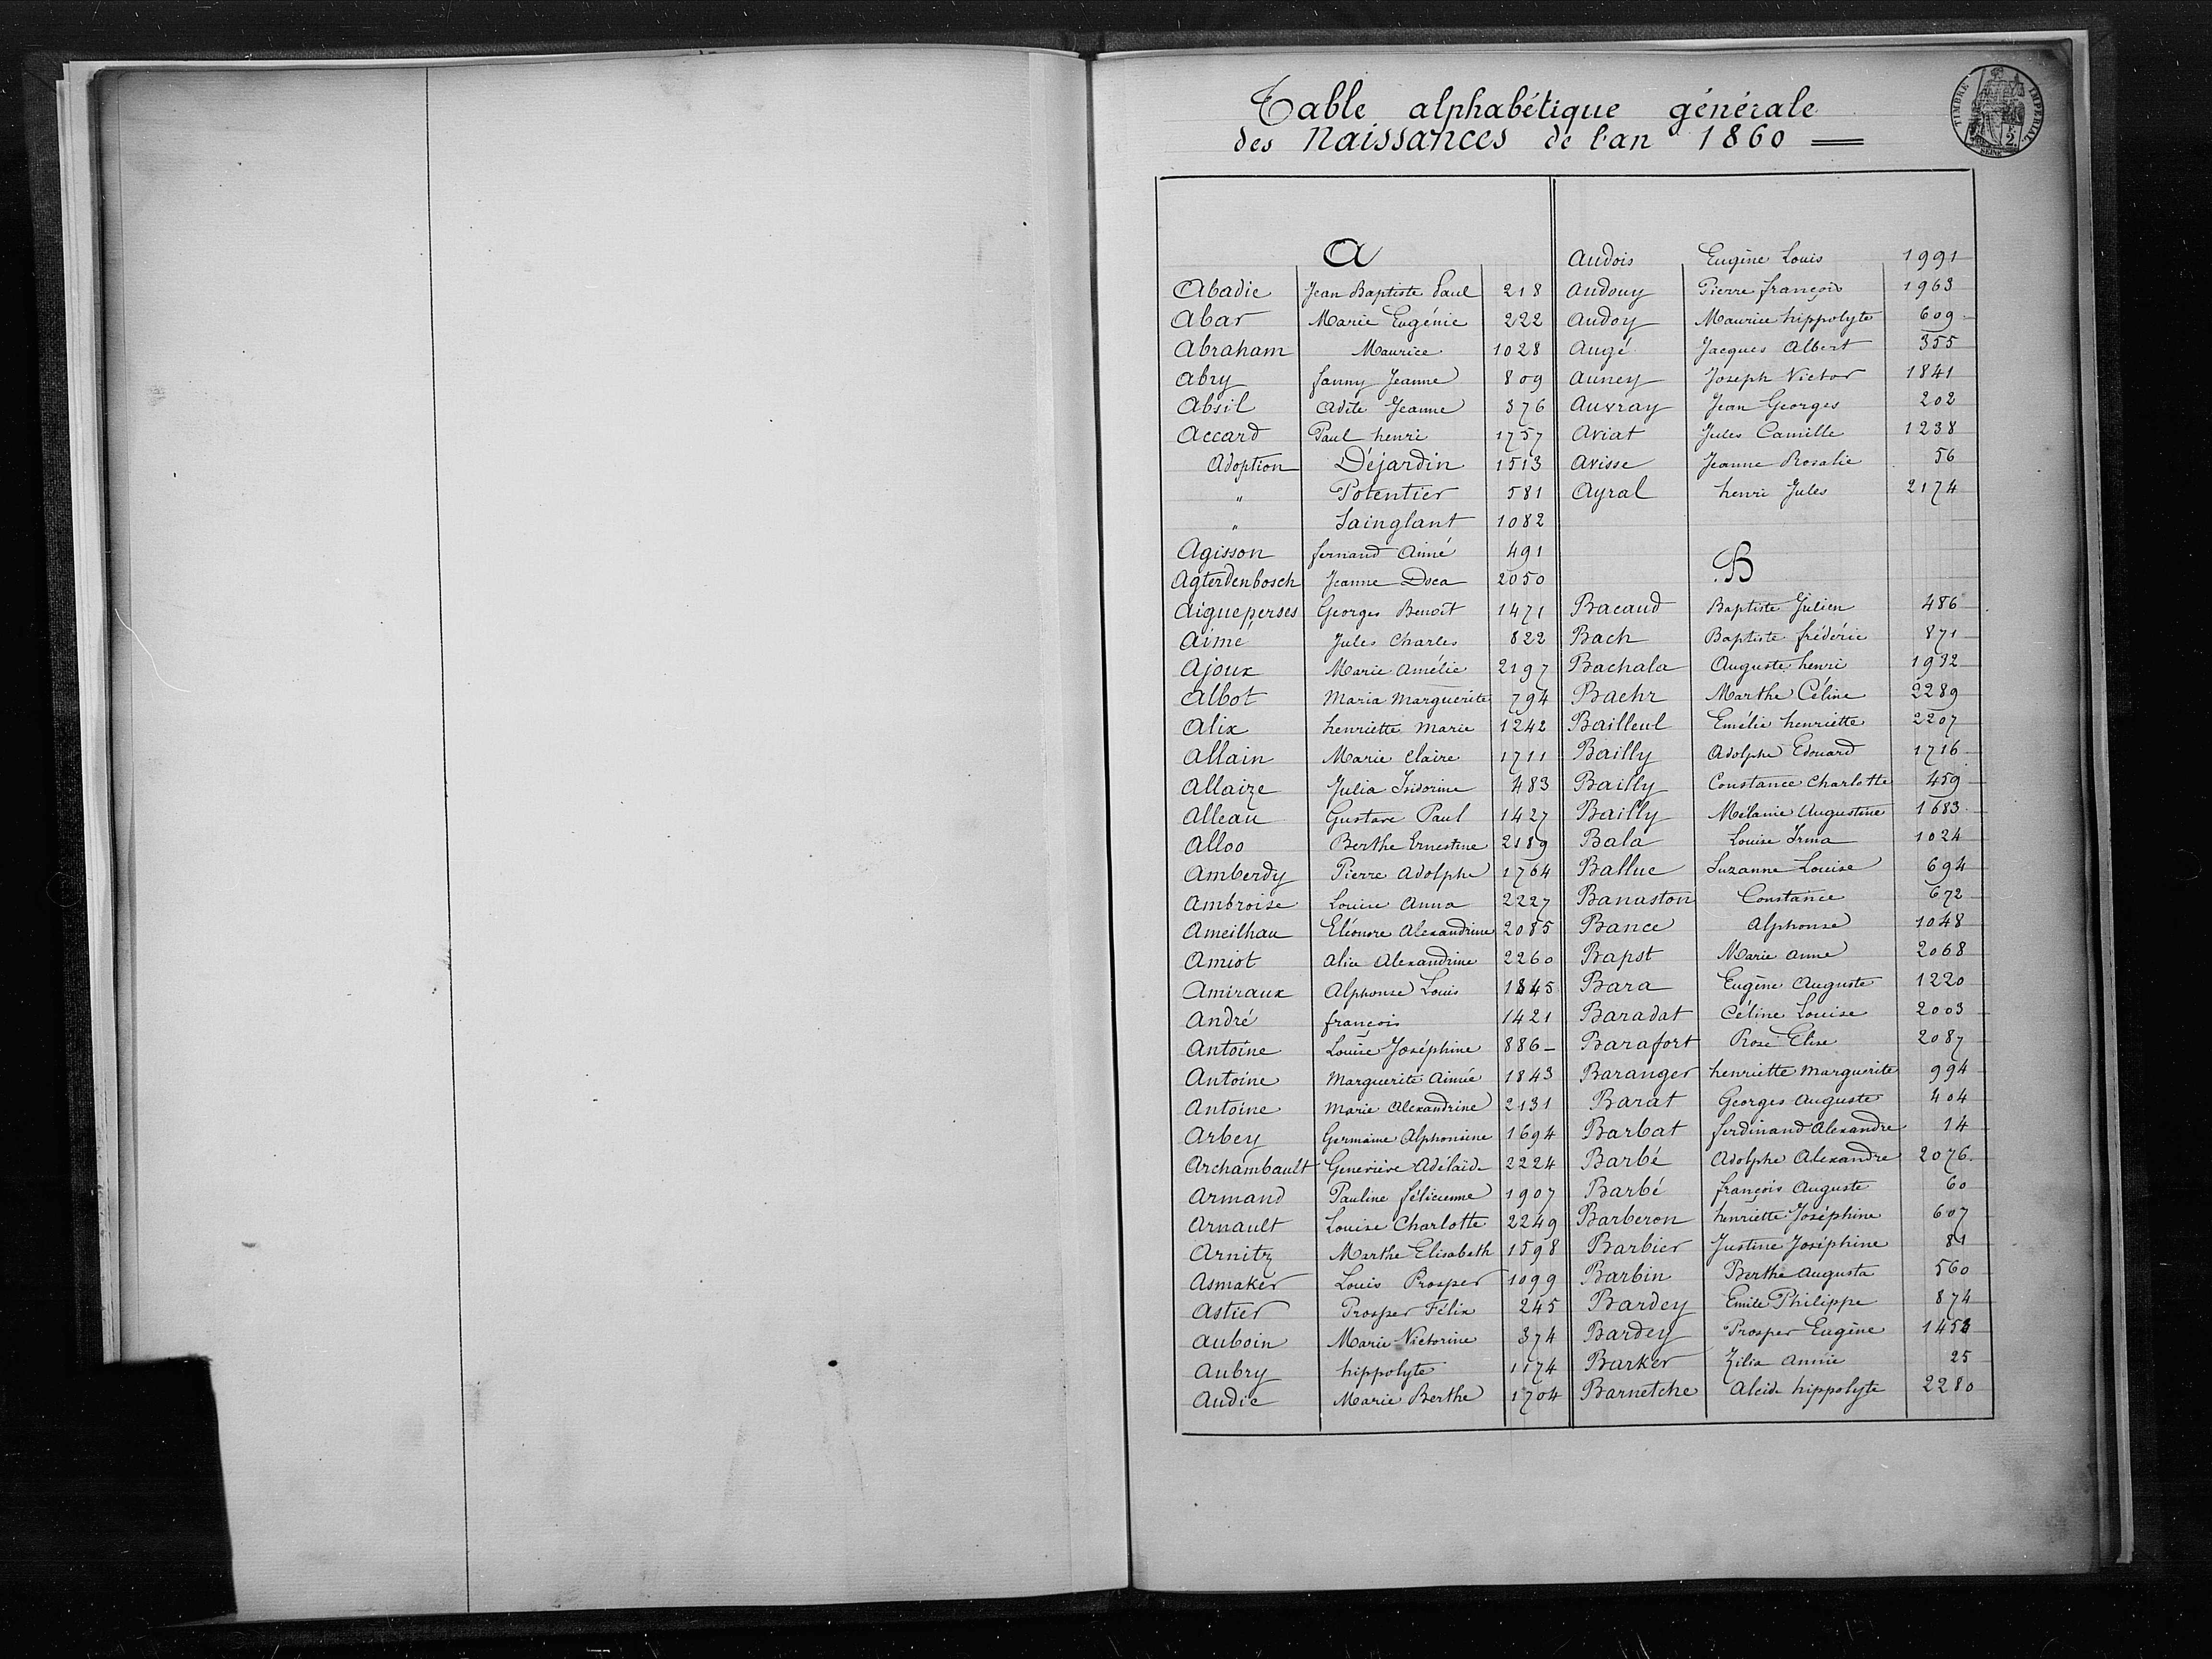 Table alphabétique générale
des Naissances de l'an 1860
TIMBRE IMPÉRIAL
SEINE
A
Abadie Jean Baptiste Paul 218
Abar Marie Eugénie 222
Abraham Maurice 1028
Abry fanny Jeanne 809
Absil Adèle Jeanne 376
Accard Paul henri 1757
Adoption Déjardin 1513
" Potentier 581
" Sainglant 1082
Agisson fernand Aimé 491
Agterdenbosch Jeanne Doca 2050
Aigueperses Georges Benoit 1471
Aimé Jules Charles 822
Ajoux Marie Amélie 2197
Albot Maria Marguerite 794
Alix henriette Marie 1242
Allain Marie Claire 1711
Allaize Julia Isidorine 483
Alleau Gustave Paul 1427
Alloo Berthe Ernestine 2189
Amberdy Pierre Adolphe 1764
Ambroise Louise Anna 2227
Ameilhau Eléonore Alexandrine 2085
Amiot Alice Alexandrine 2260
Amiraux Alphonse Louis 1845
André françois 1421
Antoine Louise Joséphine 886
Antoine Marguerite Aimée 1843
Antoine Marie Alexandrine 2131
Arbey Germaine Alphonsine 1694
Archambault Geneviève Adélaïde 2224
Armand Pauline félicienne 1907
Arnault Louise Charlotte 2249
Arnitz Marthe Elisabeth 1598
Asmaker Louis Prosper 1099
Astier Prosper Félix 245
Auboin Marie Victorine 374
Aubry hippolyte 1174
Audie Marie Berthe 1704
Audois Eugène Louis 1991
Audouy Pierre françois 1963
Audoy Maurice hippolyte 609
Augé Jacques Albert 355
Auney Joseph Victor 1841
Auvray Jean Georges 202
Aviat Jules Camille 1238
Avisse Jeanne Rosalie 56
Ayral henri Jules 2174
B
Bacaud Baptiste Julien 486
Bach Baptiste frédéric 871
Bachala Auguste henri 1932
Baehr Marthe Céline 2289
Bailleul Emélie henriette 2207
Bailly Adolphe Edouard 1716
Bailly Constance Charlotte 459
Bailly Mélanie Augustine 1683
Bala Louise Irma 1024
Balluc Suzanne Louise 694
Banaston Constance 672
Bance Alphonse 1048
Bapst Marie Anne 2068
Bara Eugène Auguste 1220
Baradat Céline Louise 2003
Barafort Rose Elise 2087
Baranger henriette Marguerite 994
Barat Georges Auguste 404
Barbat ferdinand Alexandre 14
Barbé Adolphe Alexandre 2076
Barbé françois Auguste 60
Barberon henriette Joséphine 607
Barbier Justine Joséphine 81
Barbin Berthe Augusta 560
Bardey Emile Philippe 874
Bardey Prosper Eugène 1453
Barker Zilia 25
Barnetche Alcide hippolyte 2280